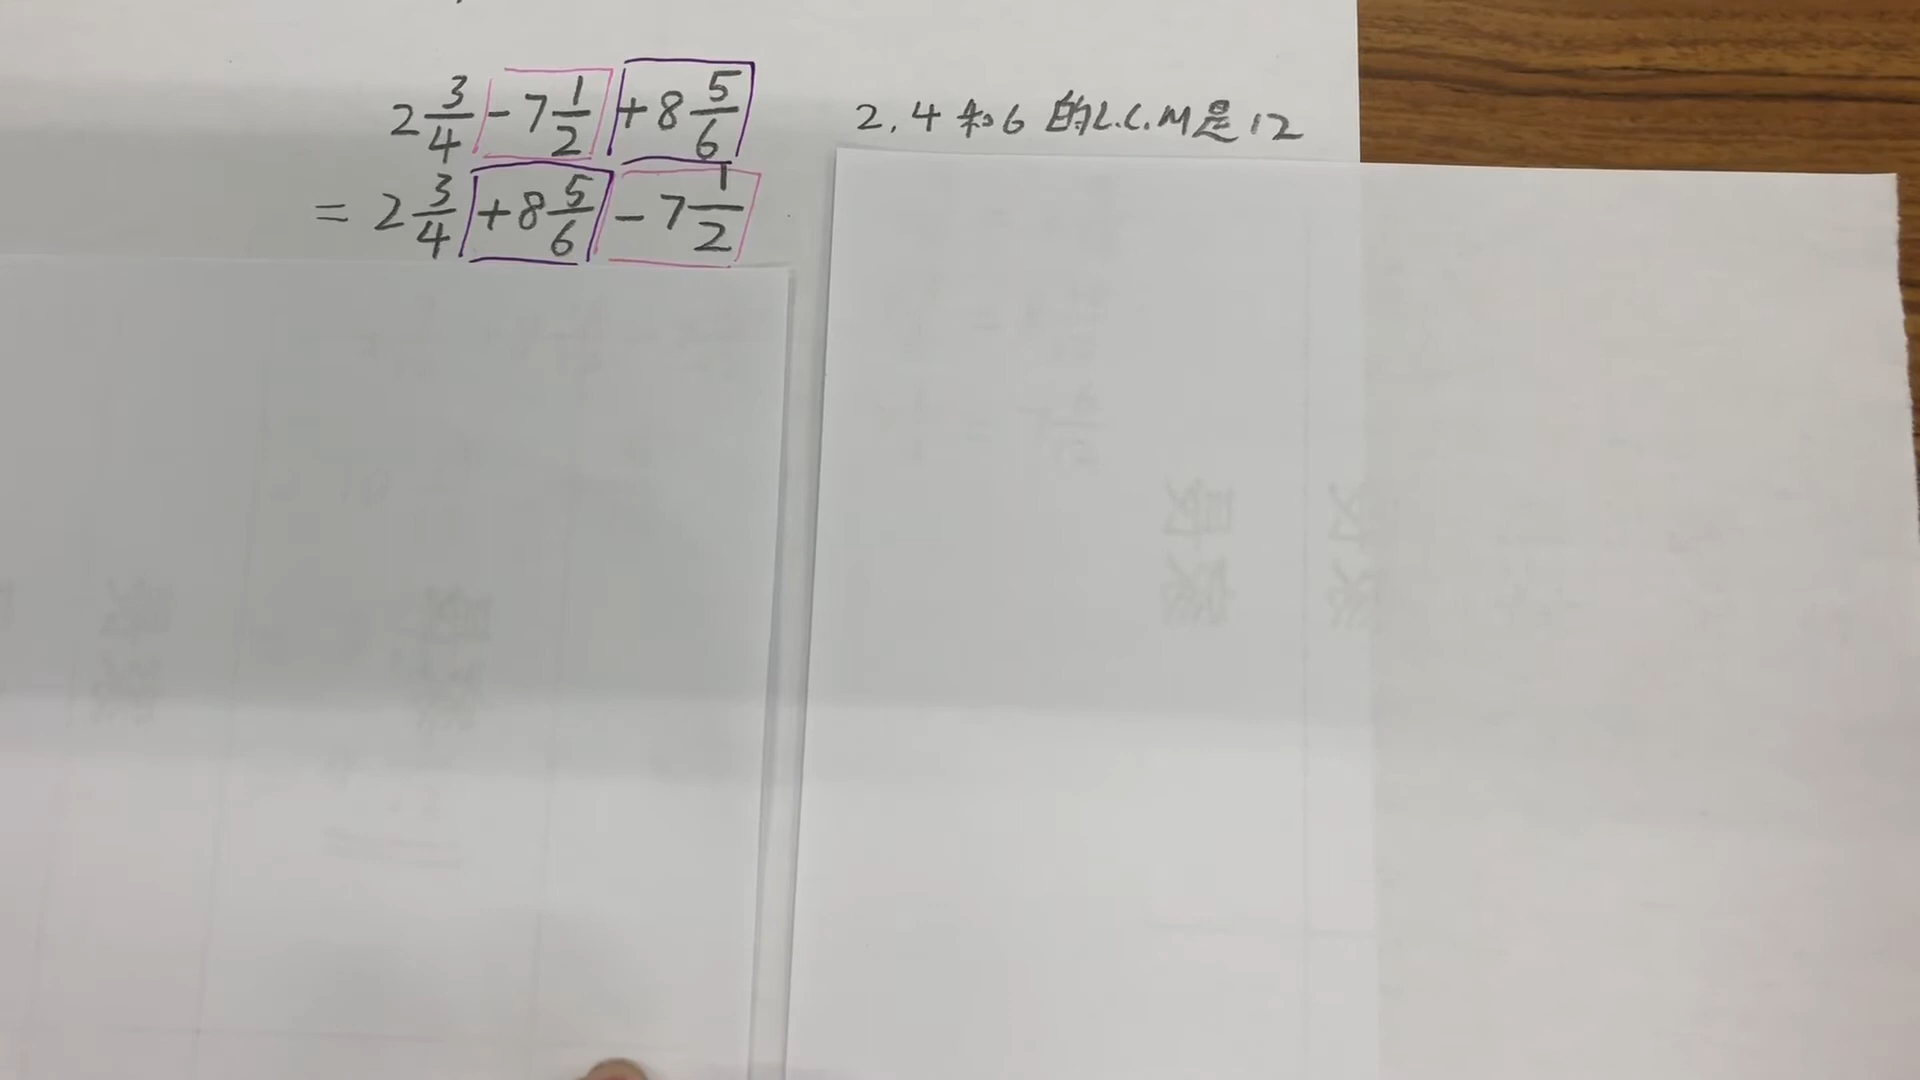 2 3/4 - 7 1/2 + 8 5/6
= 2 3/4 + 8 5/6 - 7 1/2
2, 4 和 6 的 L.C.M 是 12